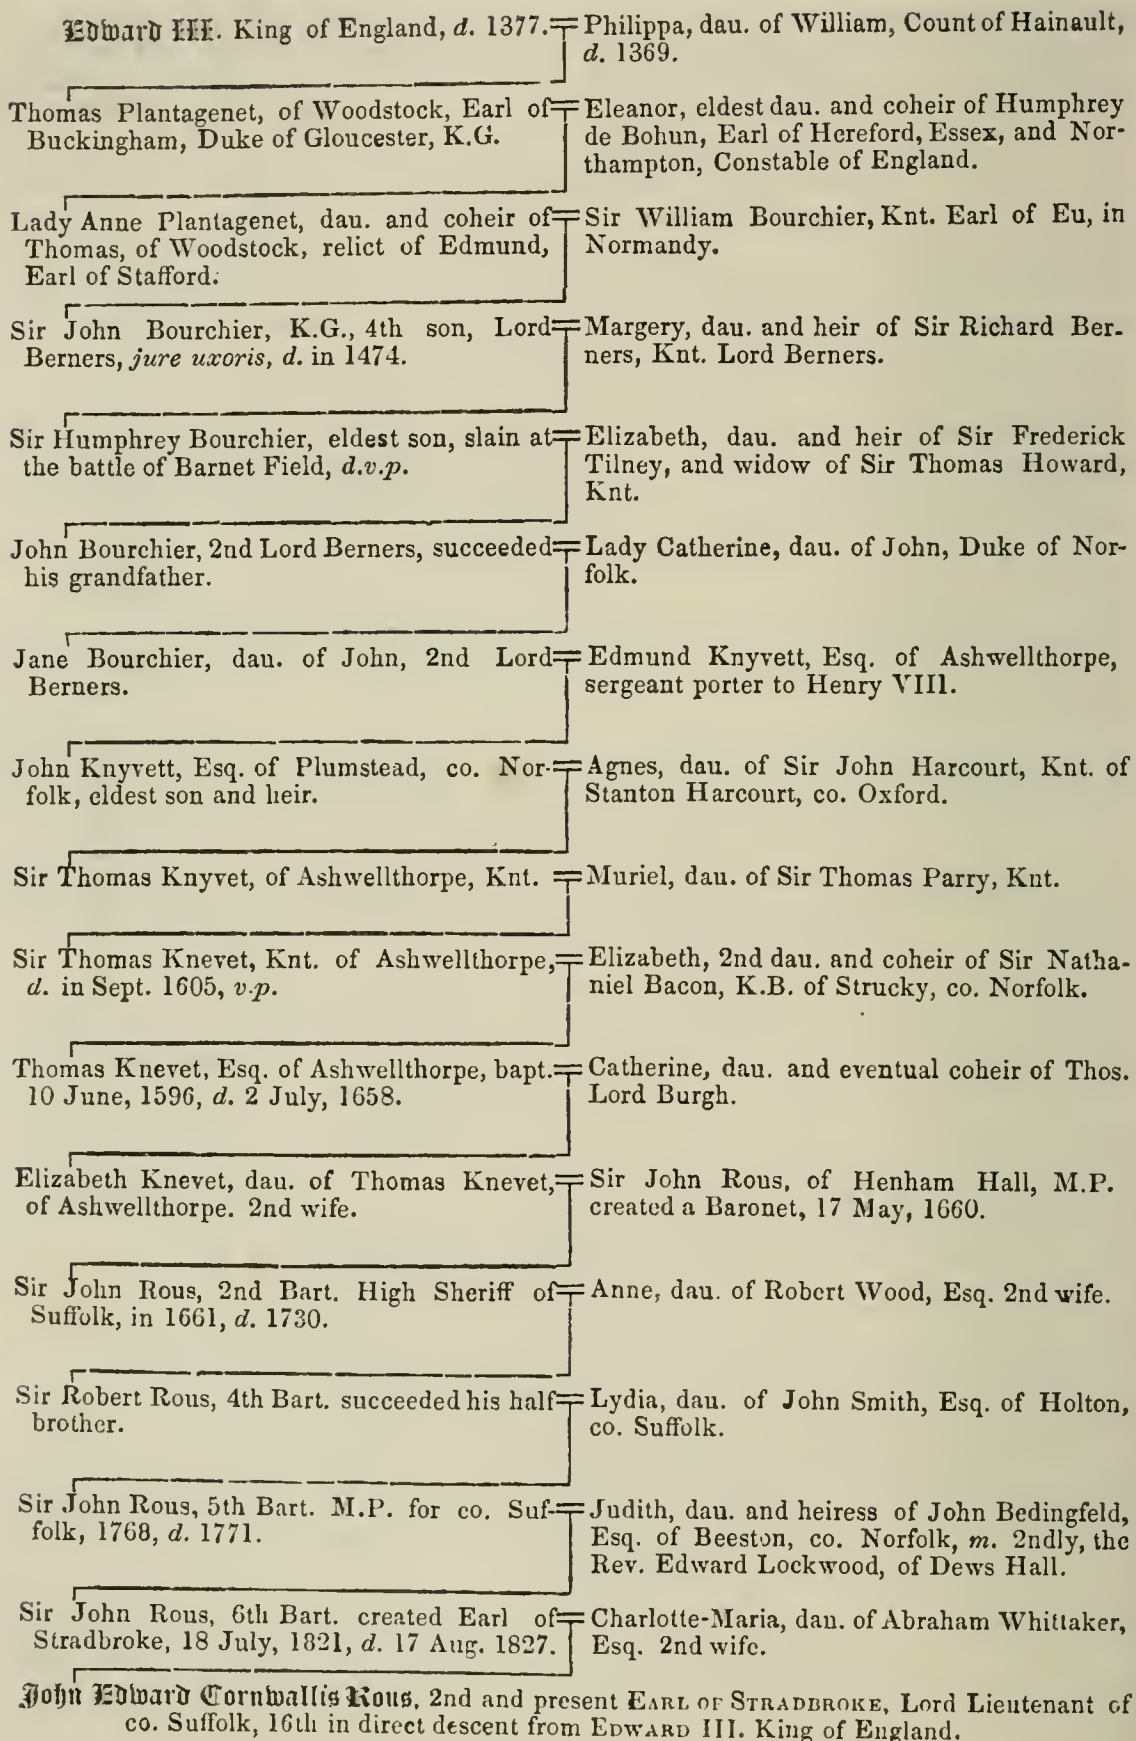 Edward III. King of England, d. 1377.
Philippa, dau. of William, Count of Hainault,
d. 1369.
Thomas Plantagenet, of Woodstock, Earl of
Buckingham, Duke of Gloucester, K.G.
Eleanor, eldest dau. and coheir of Humphrey
de Bohun, Earl of Hereford, Essex, and Nor-
thampton, Constable of England.
Lady Anne Plantagenet, dau. and coheir of
Thomas, of Woodstock, relict of Edmund,
Earl of Stafford.
Sir William Bourchier, Knt. Earl of Eu, in
Normandy.
Sir John Bourchier, K.G., 4th son, Lord
Berners, jure uxoris, d. in 1474.
Margery, dau. and heir of Sir Richard Ber-
ners, Knt. Lord Berners.
Sir Humphrey Bourchier, eldest son, slain at
the battle of Barnet Field, d.v.p.
Elizabeth, dau. and heir of Sir Frederick
Tilney, and widow of Sir Thomas Howard,
Knt.
John Bourchier, 2nd Lord Berners, succeeded
his grandfather.
Lady Catherine, dau. of John, Duke of Nor-
folk.
Jane Bourchier, dau. of John, 2nd Lord
Berners.
Edmund Knyvett, Esq. of Ashwellthorpe,
sergeant porter to Henry VIII.
John Knyvett, Esq. of Plumstead, co. Nor-
folk, eldest son and heir.
Agnes, dau. of Sir John Harcourt, Knt. of
Stanton Harcourt, co. Oxford.
Sir Thomas Knyvet, of Ashwellthorpe, Knt.
Muriel, dau. of Sir Thomas Parry, Knt.
Sir Thomas Knevet, Knt. of Ashwellthorpe,
d. in Sept. 1605, v.p.
Elizabeth, 2nd dau. and coheir of Sir Natha-
niel Bacon, K.B. of Strucky, co. Norfolk.
Thomas Knevet, Esq. of Ashwellthorpe, bapt.
10 June, 1596, d. 2 July, 1658.
Catherine, dau. and eventual coheir of Thos.
Lord Burgh.
Elizabeth Knevet, dau. of Thomas Knevet,
of Ashwellthorpe. 2nd wife.
Sir John Rous, of Henham Hall, M.P.
created a Baronet, 17 May, 1660.
Sir John Rous, 2nd Bart. High Sheriff of
Suffolk, in 1661, d. 1730.
Anne, dau. of Robert Wood, Esq. 2nd wife.
Sir Robert Rous, 4th Bart. succeeded his half
brother.
Lydia, dau. of John Smith, Esq. of Holton,
co. Suffolk.
Sir John Rous, 5th Bart. M.P. for co. Suf-
folk, 1768, d. 1771.
Judith, dau. and heiress of John Bedingfeld,
Esq. of Beeston, co. Norfolk, m. 2ndly, the
Rev. Edward Lockwood, of Dews Hall.
Sir John Rous, 6th Bart. created Earl of
Stradbroke, 18 July, 1821, d. 17 Aug. 1827.
Charlotte-Maria, dau. of Abraham Whittaker,
Esq. 2nd wife.
John Edward Cornwallis Rous, 2nd and present EARL OF STRADBROKE, Lord Lieutenant of
co. Suffolk, 16th in direct descent from EDWARD III. King of England.